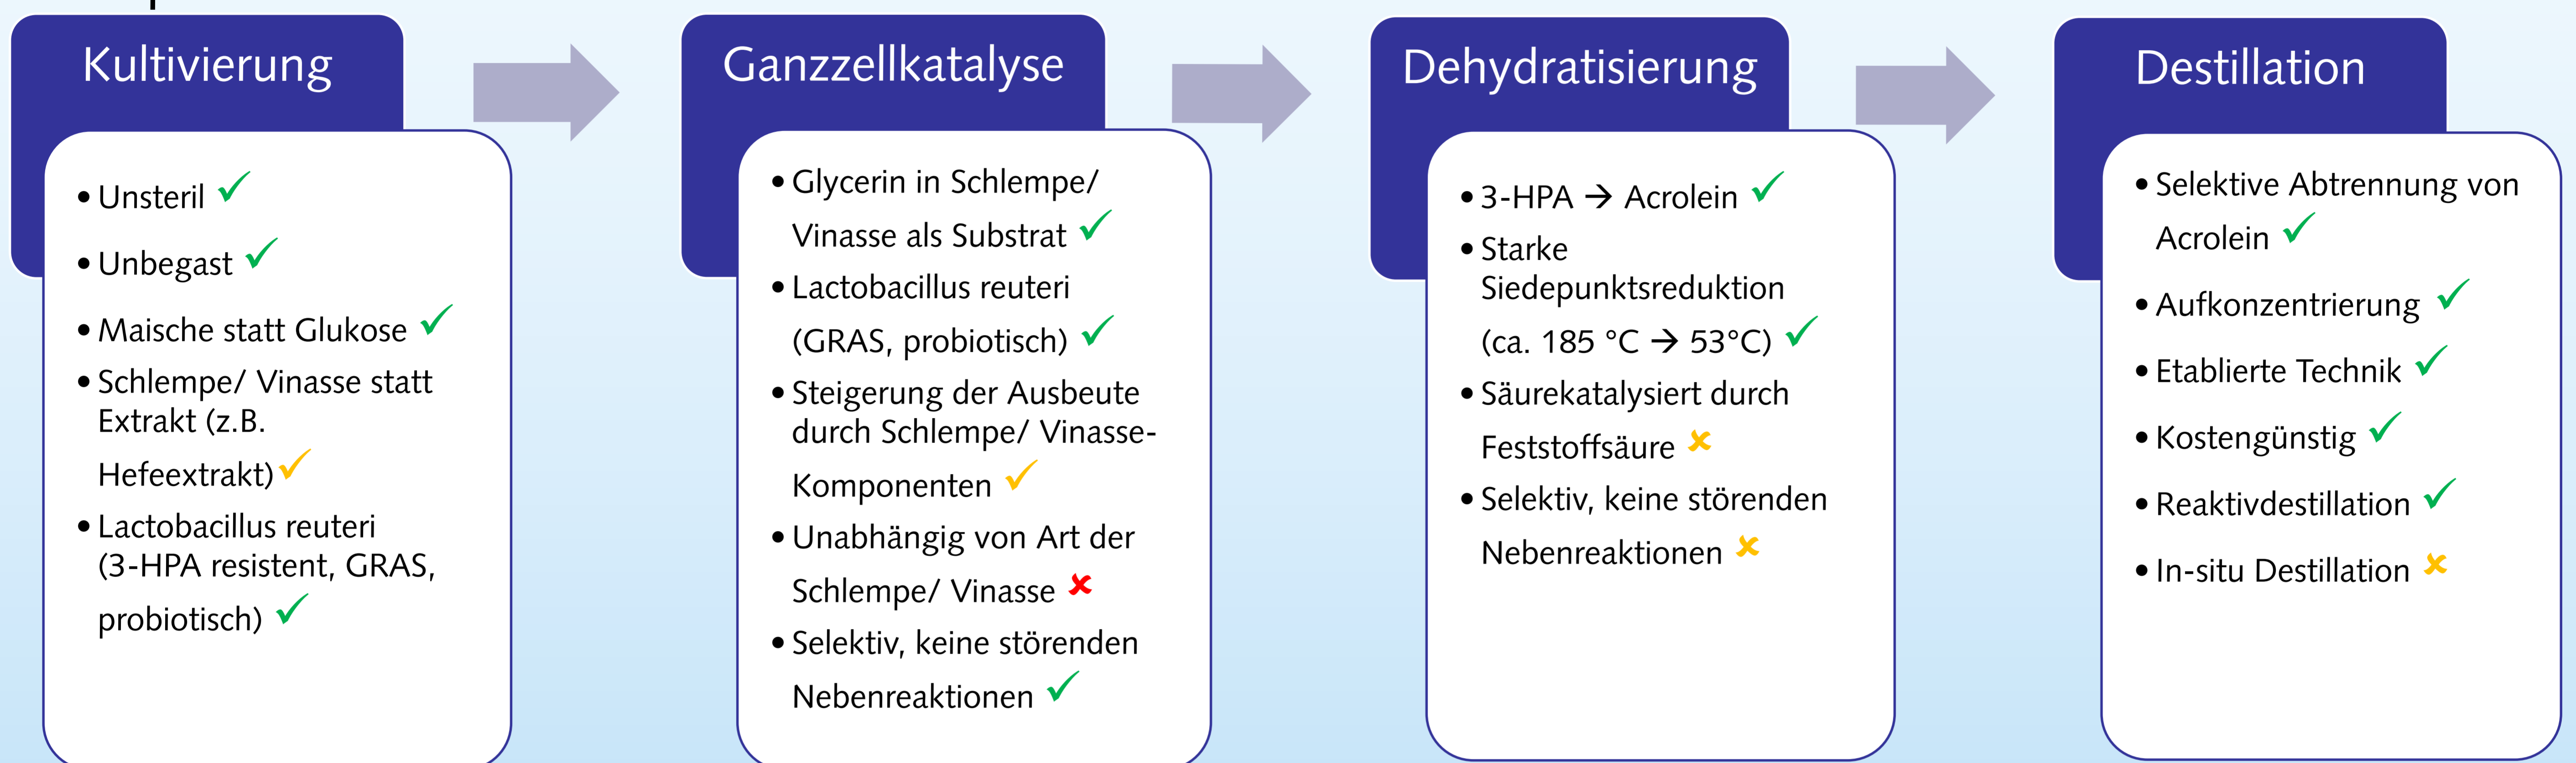 Kultivierung
• Unsteril ✓
• Unbegast ✓
• Maische statt Glukose ✓
• Schlempe/ Vinasse statt
Extrakt (z.B.
Hefeextrakt) ✓
• Lactobacillus reuteri
(3-HPA resistent, GRAS,
probiotisch) ✓
Ganzzellkatalyse
• Glycerin in Schlempe/
Vinasse als Substrat ✓
• Lactobacillus reuteri
(GRAS, probiotisch) ✓
• Steigerung der Ausbeute
durch Schlempe/ Vinasse-
Komponenten ✓
• Unabhängig von Art der
Schlempe/ Vinasse ✘
• Selektiv, keine störenden
Nebenreaktionen ✓
Dehydratisierung
• 3-HPA → Acrolein ✓
• Starke
Siedepunktsreduktion
(ca. 185 °C → 53°C) ✓
• Säurekatalysiert durch
Feststoffsäure ✘
• Selektiv, keine störenden
Nebenreaktionen ✘
Destillation
• Selektive Abtrennung von
Acrolein ✓
• Aufkonzentrierung ✓
• Etablierte Technik ✓
• Kostengünstig ✓
• Reaktivdestillation ✓
• In-situ Destillation ✘